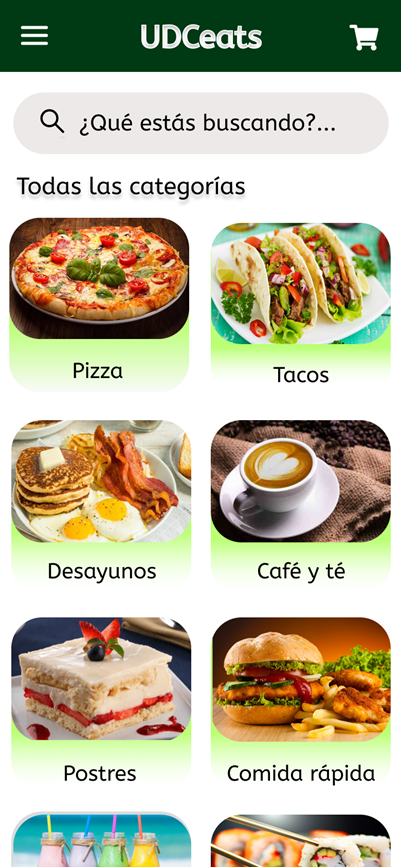 UDCeats
¿Qué estás buscando?...
Todas las categorías
Pizza
Tacos
Desayunos
Café y té
Postres
Comida rápida